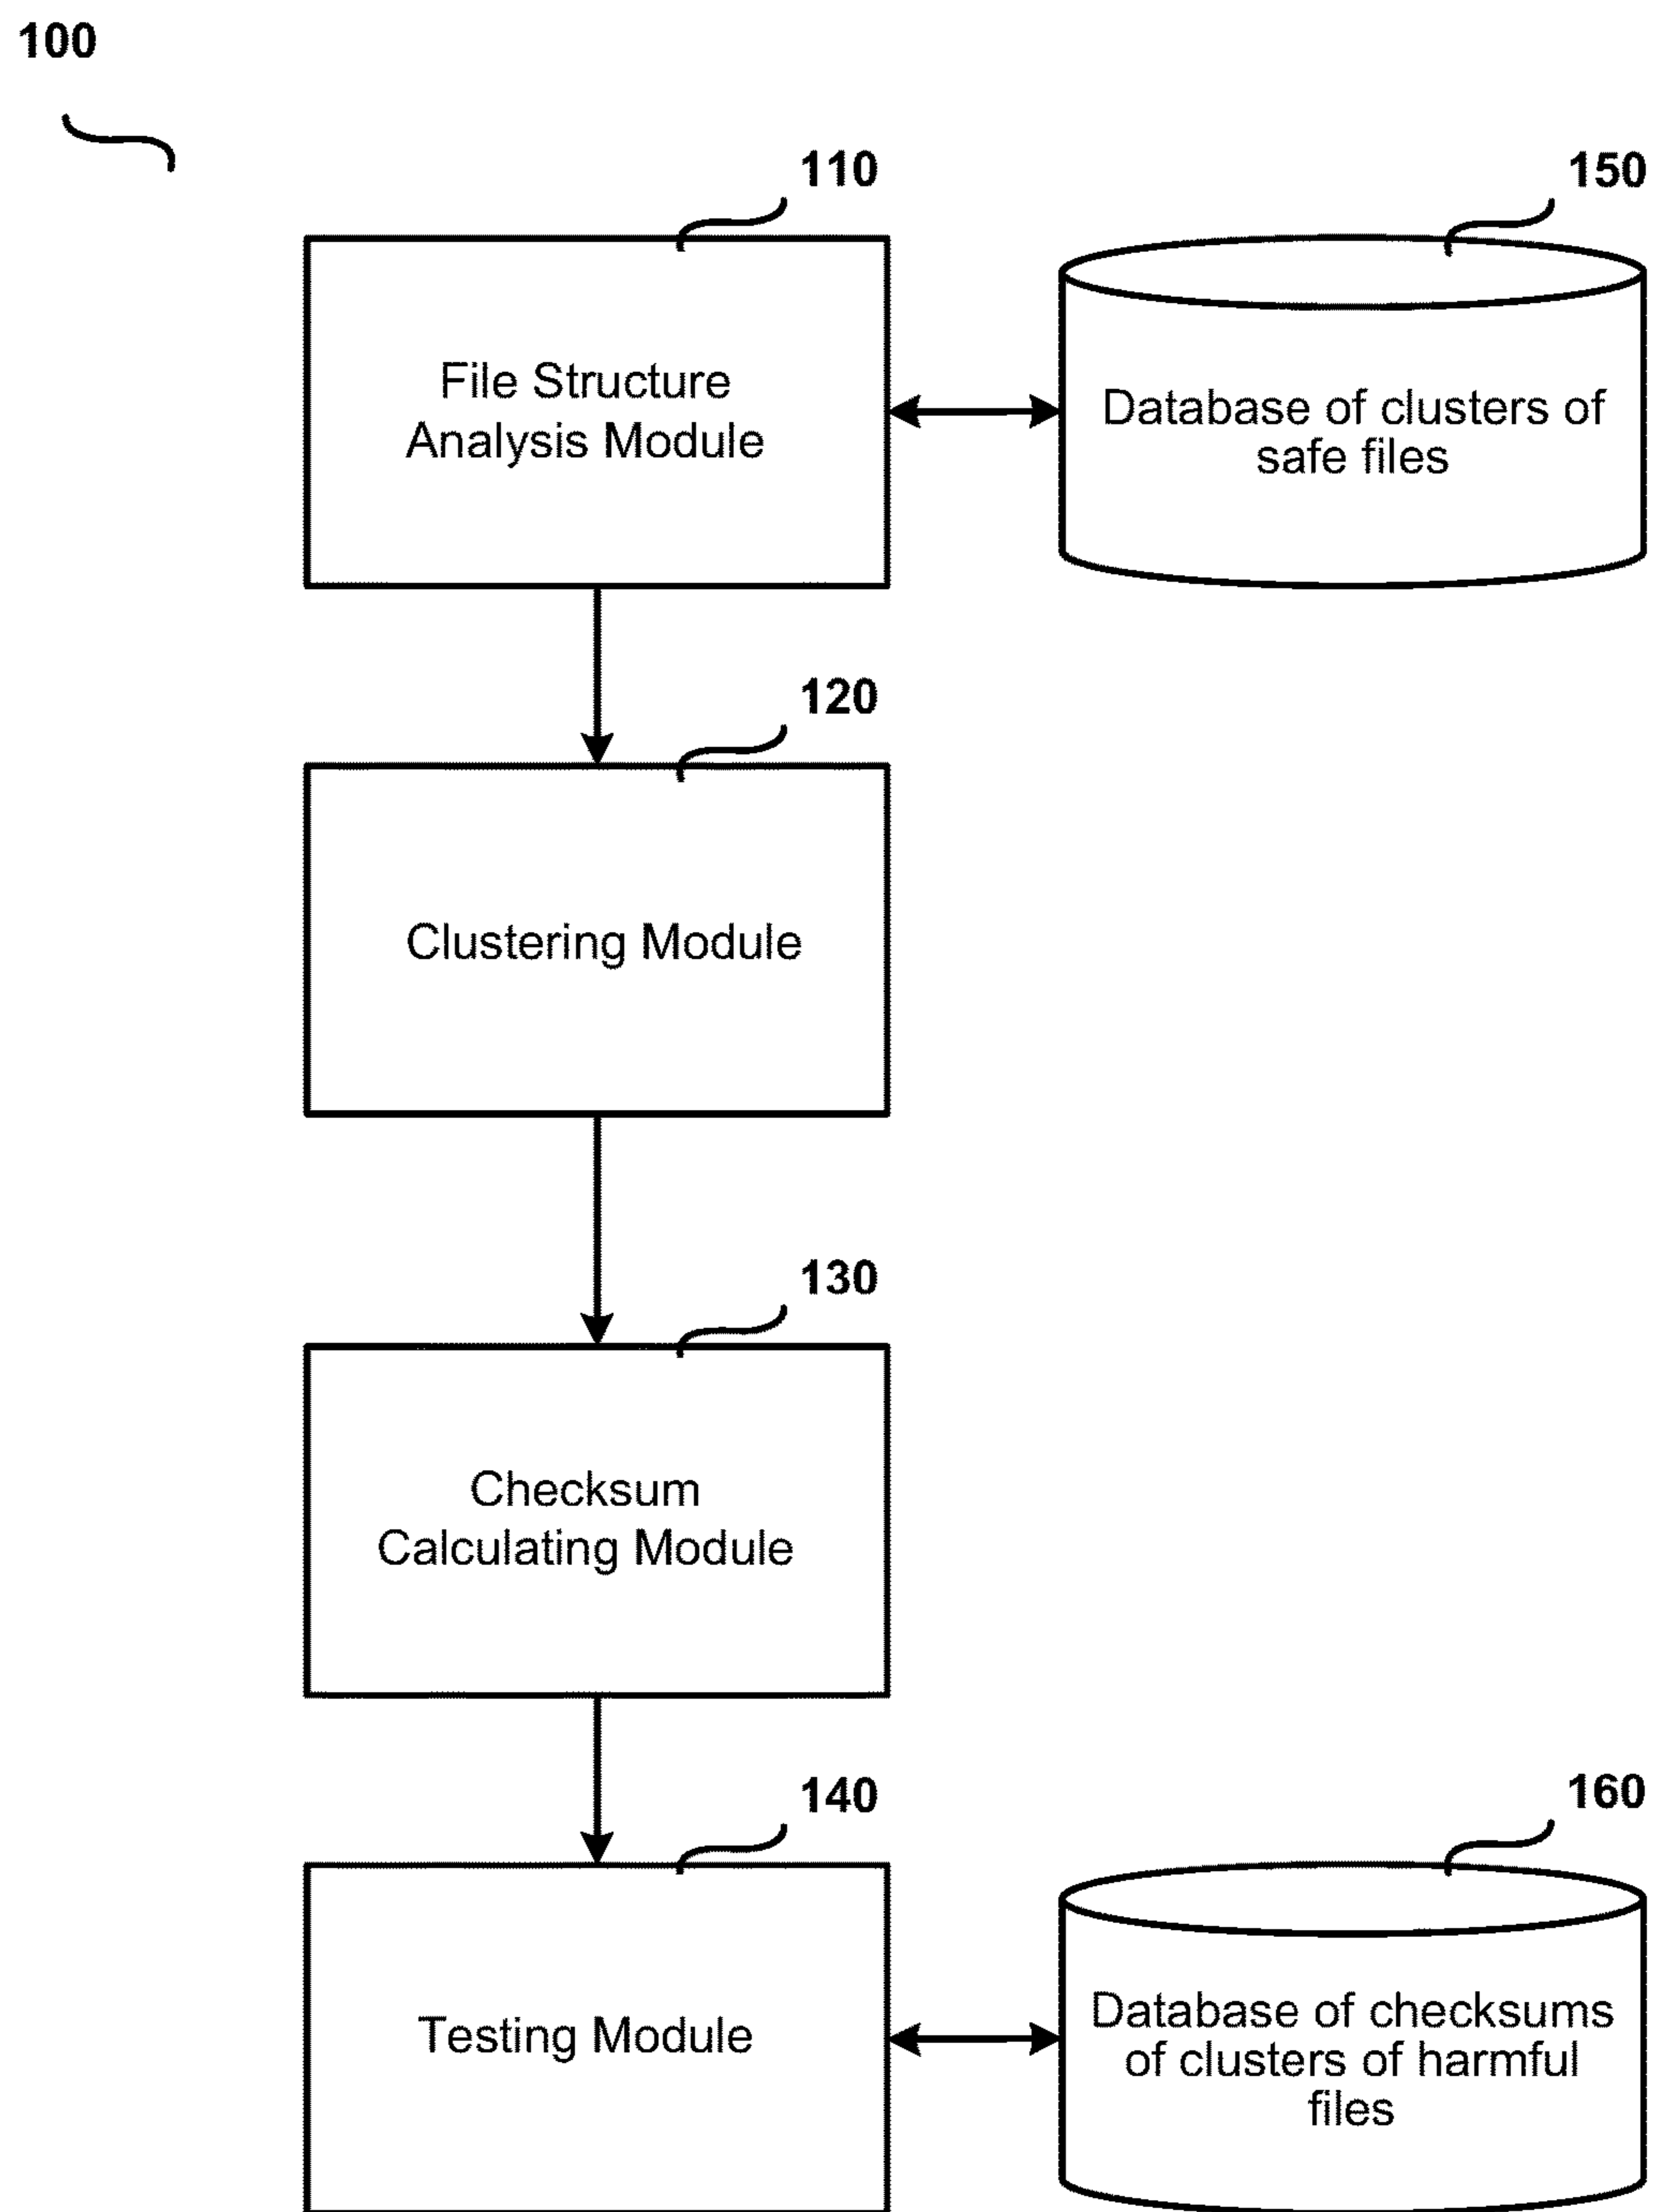 100
110
150
File Structure
Analysis Module
Database of clusters of
safe files
120
Clustering Module
130
Checksum
Calculating Module
140
160
Testing Module
Database of checksums
of clusters of harmful
files